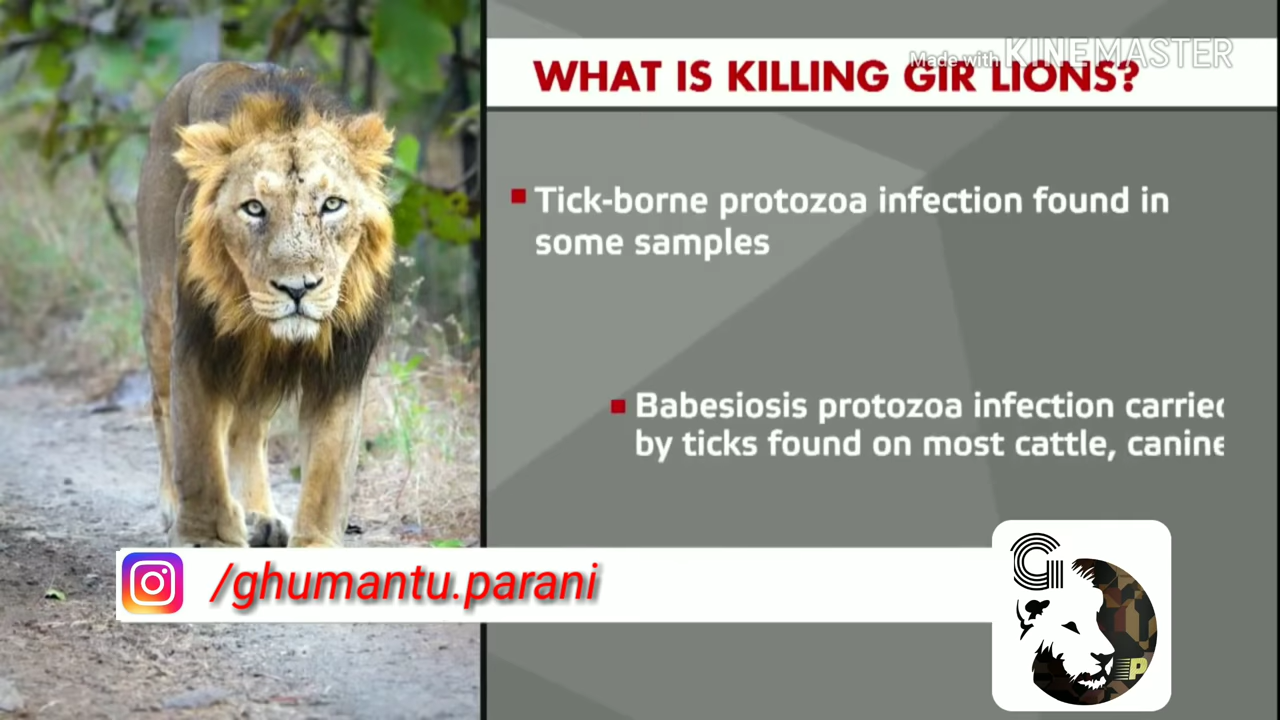 Made with KINEMASTER
WHAT IS KILLING GIR LIONS?
Tick-borne protozoa infection found in
some samples
Babesiosis protozoa infection carried
by ticks found on most cattle, canine
/ghumantu.parani
G
P